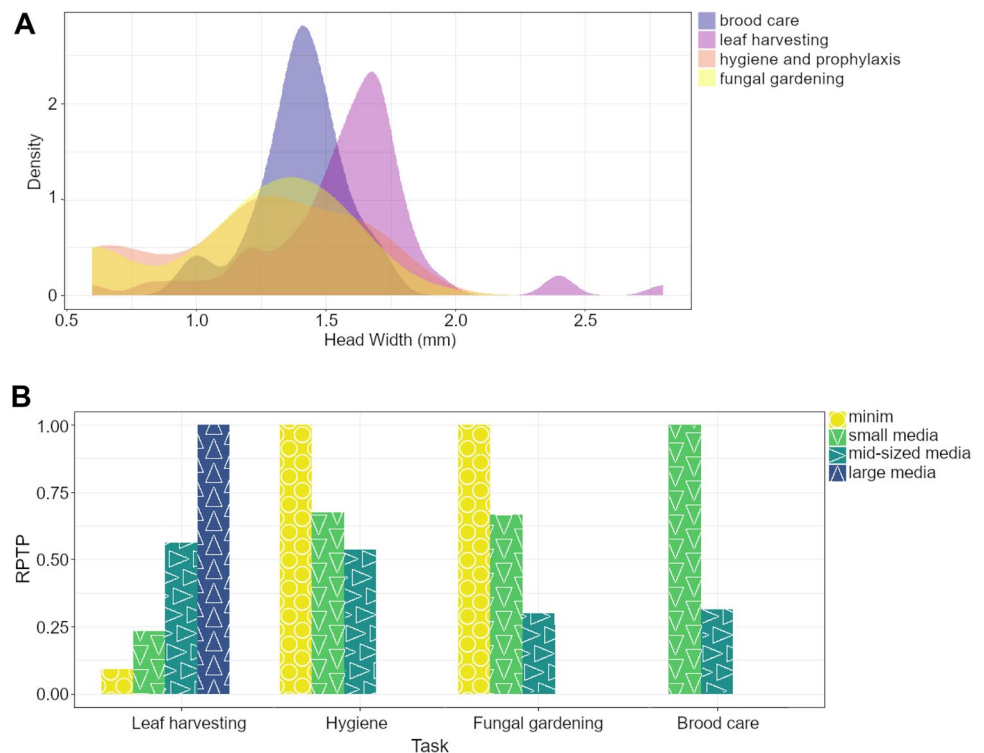 A
brood care
leaf harvesting
hygiene and prophylaxis
fungal gardening
Density
2
1
0
0.5 1.0 1.5 2.0 2.5
Head Width (mm)
B
minim
small media
mid-sized media
large media
RPTP
1.00
0.75
0.50
0.25
0.00
Leaf harvesting Hygiene Fungal gardening Brood care
Task